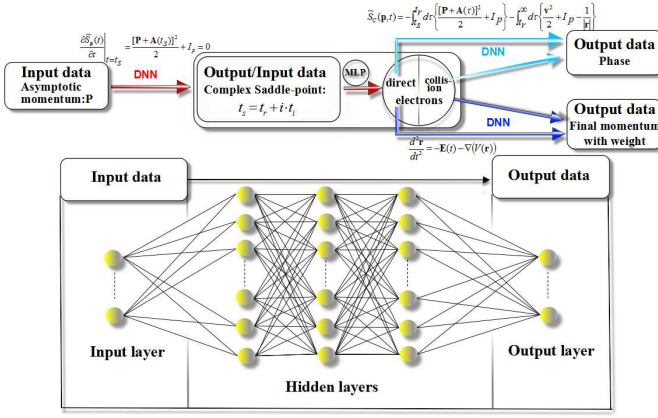 S̃_C(p,t) = −∫_{t_s}^{t_r} dτ{[P+A(τ)]²/2 + I_p} − ∫_{t_r}^{∞} dτ{v²/2 + I_p − 1/|r|}
∂S̃_p(t)/∂t|_{t=t_S} = [P+A(t_S)]²/2 + I_P = 0
Input data
Asymptotic
momentum:P
DNN
Output/Input data
Complex Saddle-point:
t_s = t_r + i·t_i
MLP
direct
collis-
ion
electrons
DNN
Output data
Phase
DNN
Output data
Final momentum
with weight
d²r/dt² = −E(t) − ∇(V(r))
Input data
Output data
Input layer
Output layer
Hidden layers